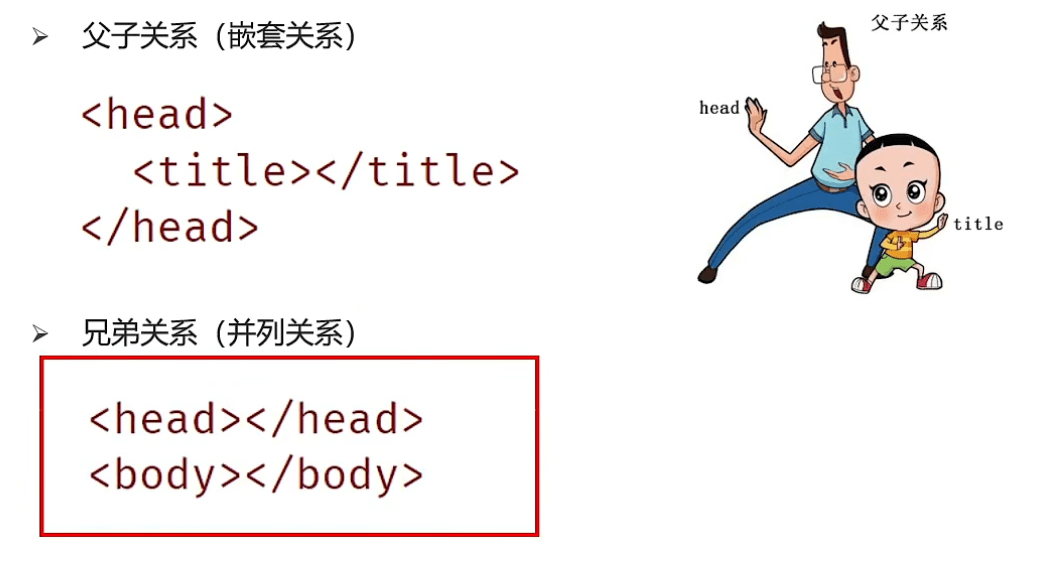 ➢ 父子关系（嵌套关系）
<head>
  <title></title>
</head>
父子关系
head
title
➢ 兄弟关系（并列关系）
<head></head>
<body></body>